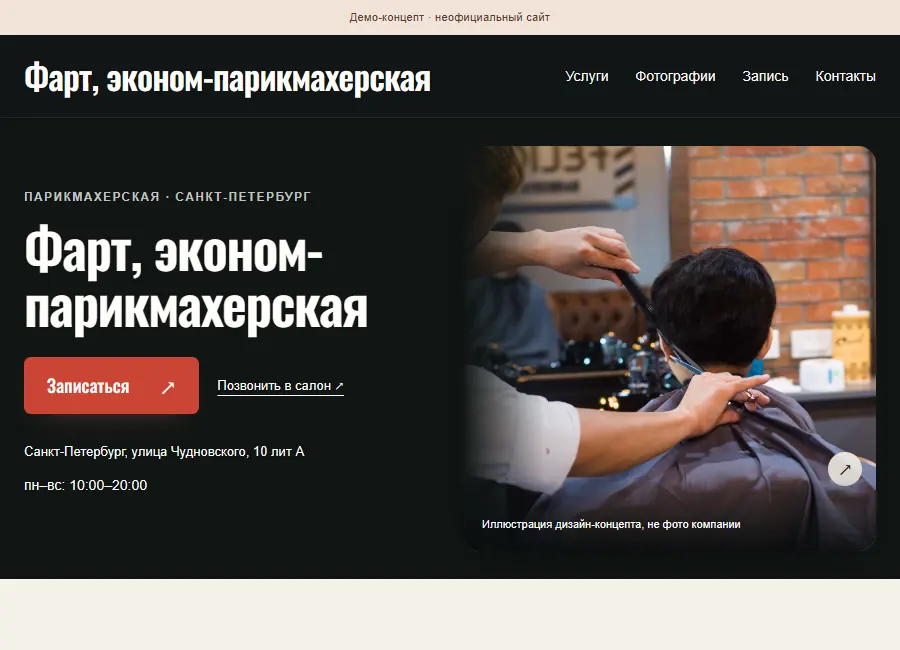 Демо-концепт · неофициальный сайт
Фарт, эконом-парикмахерская
Услуги
Фотографии
Запись
Контакты
ПАРИКМАХЕРСКАЯ · САНКТ-ПЕТЕРБУРГ
Фарт, эконом-
парикмахерская
Записаться ↗
Позвонить в салон ↗
Санкт-Петербург, улица Чудновского, 10 лит А
пн–вс: 10:00–20:00
Иллюстрация дизайн-концепта, не фото компании
↗